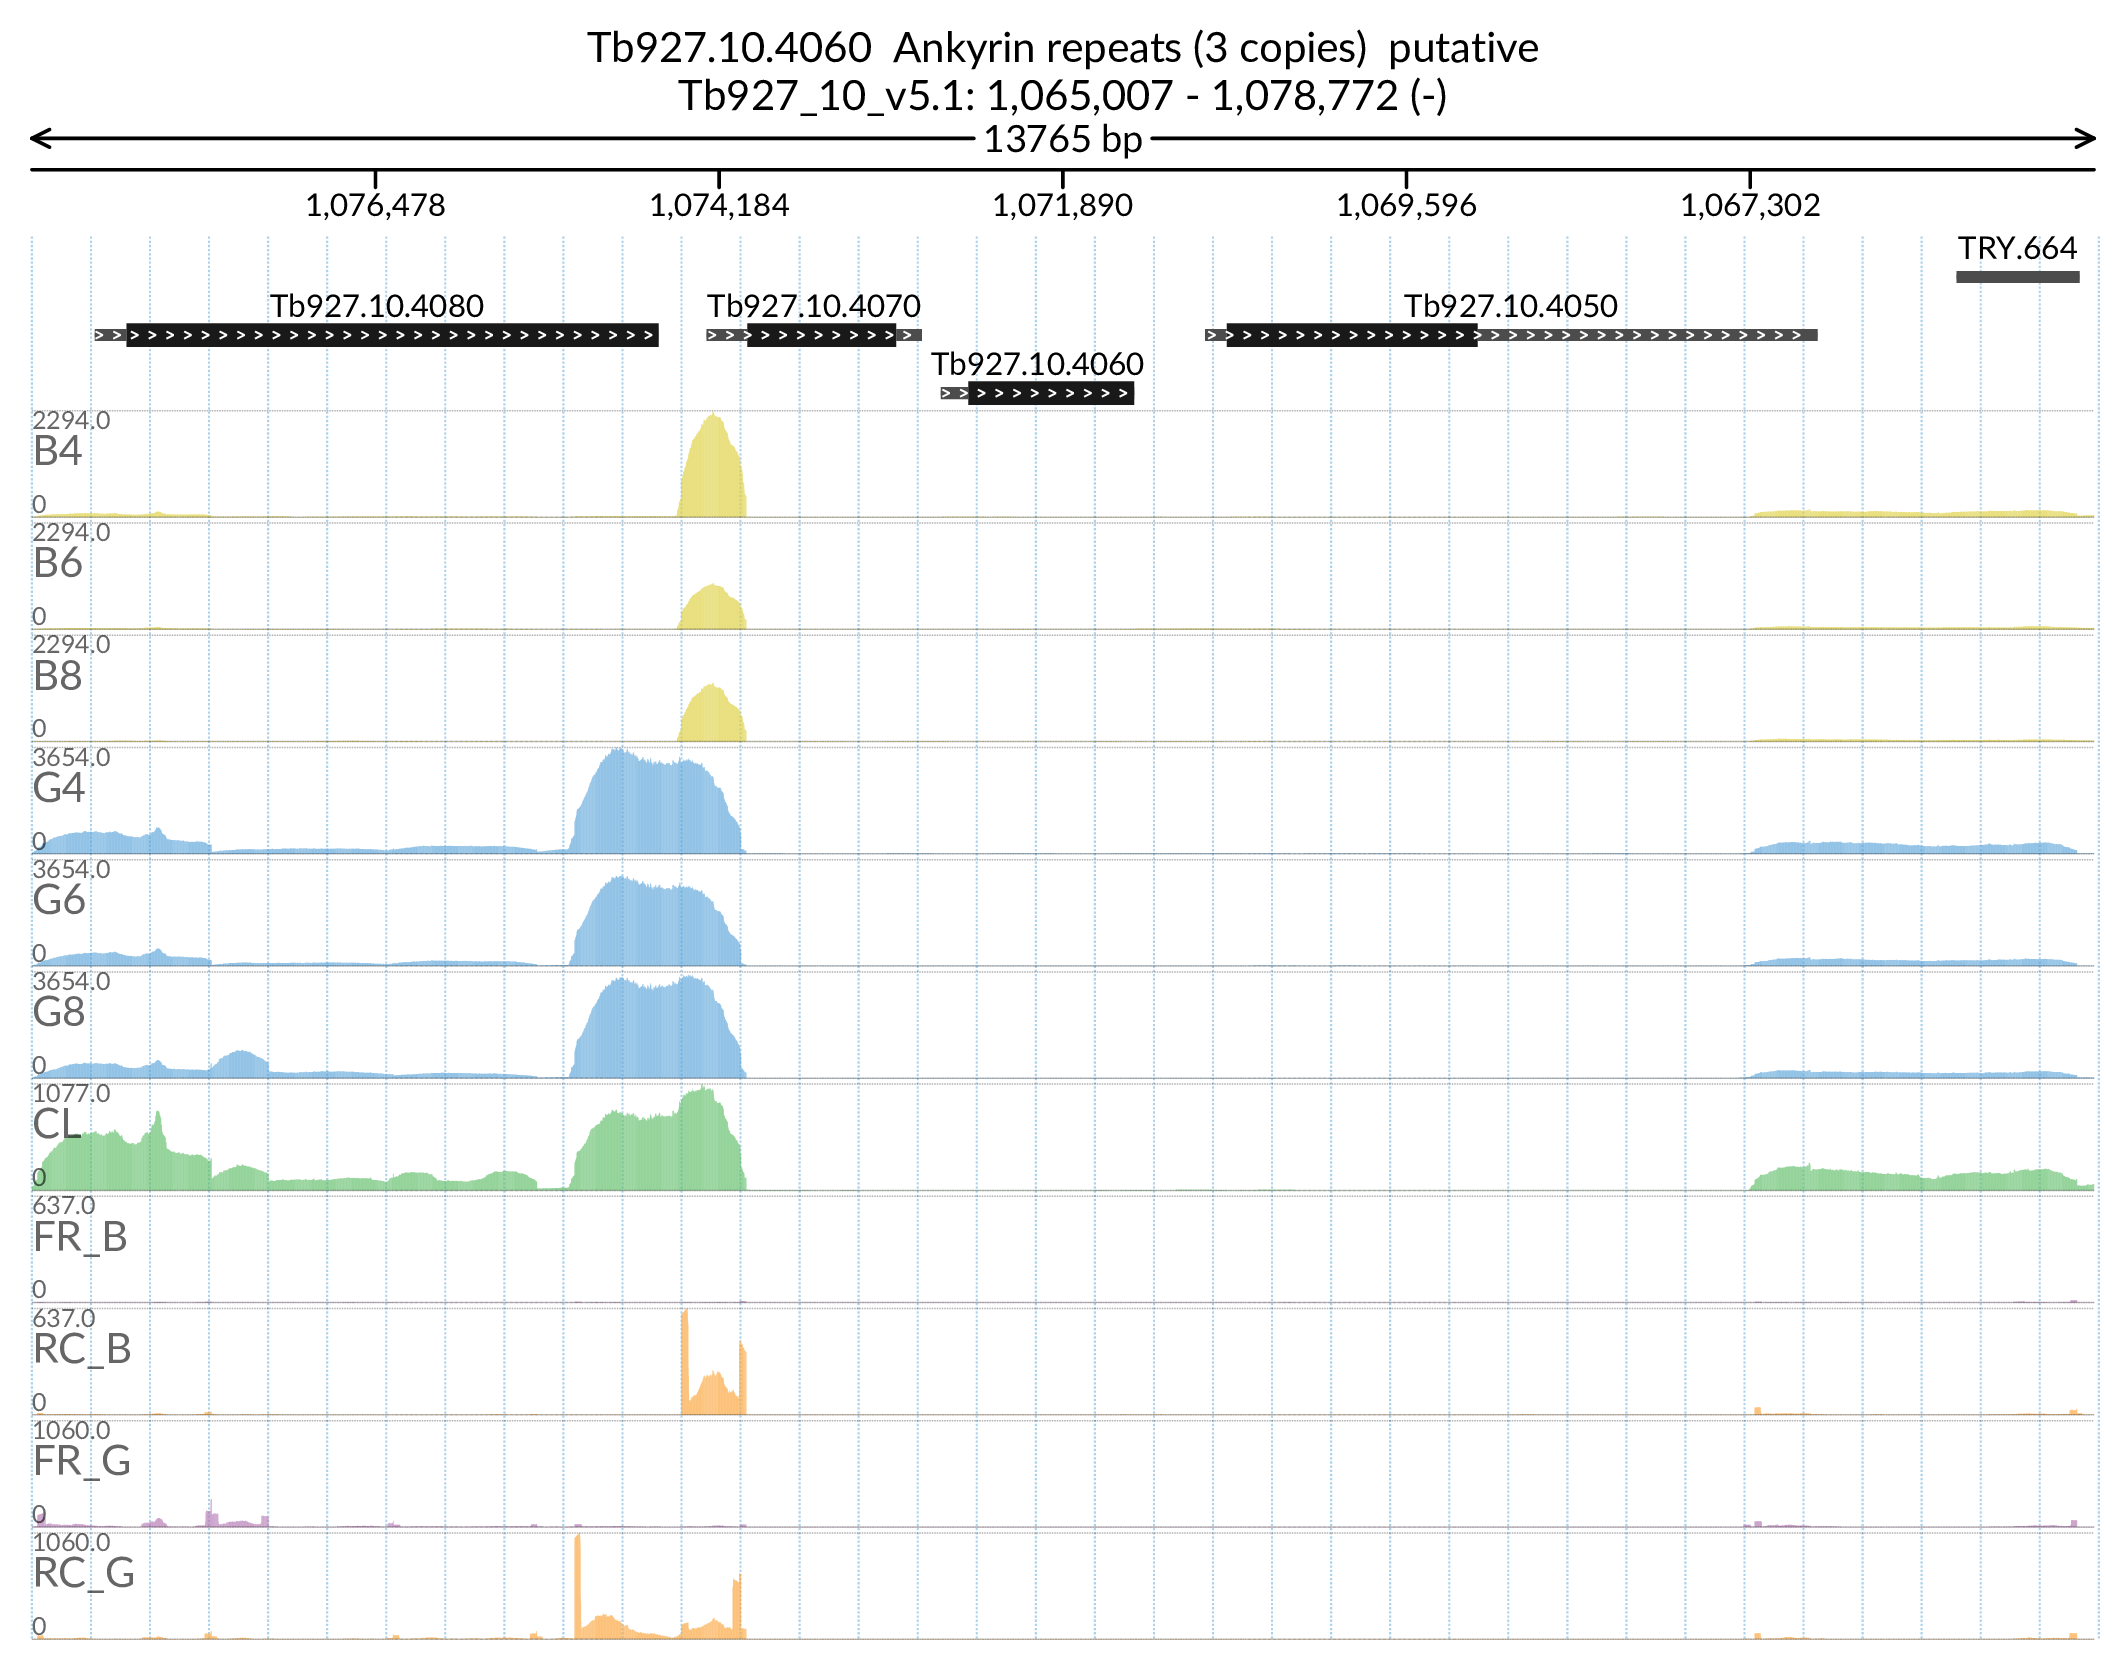 Tb927.10.4060  Ankyrin repeats (3 copies)  putative
Tb927_10_v5.1: 1,065,007 - 1,078,772 (-)
13765 bp
1,076,478 1,074,184 1,071,890 1,069,596 1,067,302
TRY.664
Tb927.10.4080 Tb927.10.4070 Tb927.10.4050
Tb927.10.4060
2294.0
B4
0
2294.0
B6
0
2294.0
B8
0
3654.0
G4
0
3654.0
G6
0
3654.0
G8
0
1077.0
CL
0
637.0
FR_B
0
637.0
RC_B
0
1060.0
FR_G
0
1060.0
RC_G
0